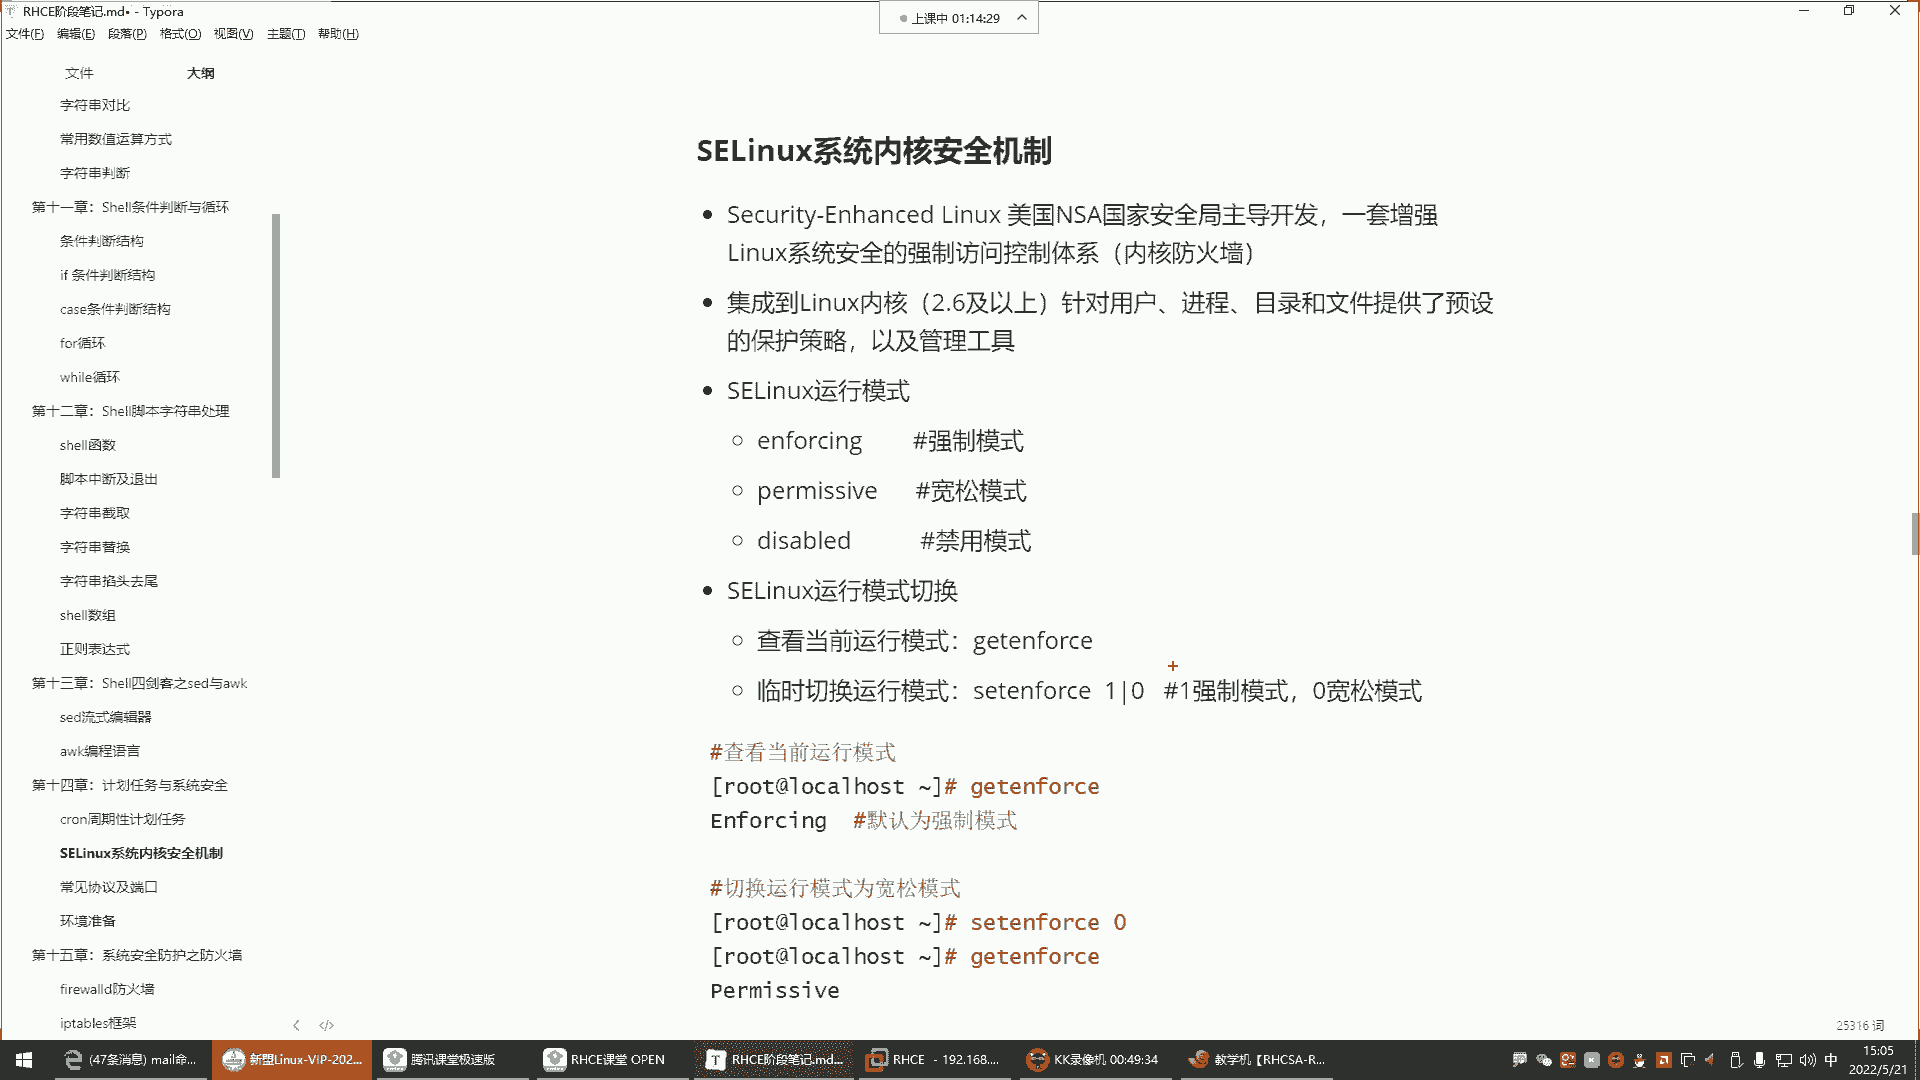 RHCE阶段笔记.md• - Typora
上课中 01:14:29
文件(F) 编辑(E) 段落(P) 格式(O) 视图(V) 主题(T) 帮助(H)
文件 大纲
字符串对比
常用数值运算方式
字符串判断
第十一章：Shell条件判断与循环
条件判断结构
if 条件判断结构
case条件判断结构
for循环
while循环
第十二章：Shell脚本字符串处理
shell函数
脚本中断及退出
字符串截取
字符串替换
字符串掐头去尾
shell数组
正则表达式
第十三章：Shell四剑客之sed与awk
sed流式编辑器
awk编程语言
第十四章：计划任务与系统安全
cron周期性计划任务
SELinux系统内核安全机制
常见协议及端口
环境准备
第十五章：系统安全防护之防火墙
firewalld防火墙
iptables框架
SELinux系统内核安全机制
Security-Enhanced Linux 美国NSA国家安全局主导开发，一套增强
Linux系统安全的强制访问控制体系（内核防火墙）
集成到Linux内核（2.6及以上）针对用户、进程、目录和文件提供了预设
的保护策略，以及管理工具
SELinux运行模式
enforcing #强制模式
permissive #宽松模式
disabled #禁用模式
SELinux运行模式切换
查看当前运行模式：getenforce
临时切换运行模式：setenforce 1|0 #1强制模式，0宽松模式
#查看当前运行模式
[root@localhost ~]# getenforce
Enforcing #默认为强制模式
#切换运行模式为宽松模式
[root@localhost ~]# setenforce 0
[root@localhost ~]# getenforce
Permissive
25316 词
(47条消息) mail命... 新盟Linux-VIP-202... 腾讯课堂极速版 RHCE课堂 OPEN RHCE阶段笔记.md... RHCE - 192.168.... KK录像机 00:49:34 教学机【RHCSA-R... 中 15:05
2022/5/21